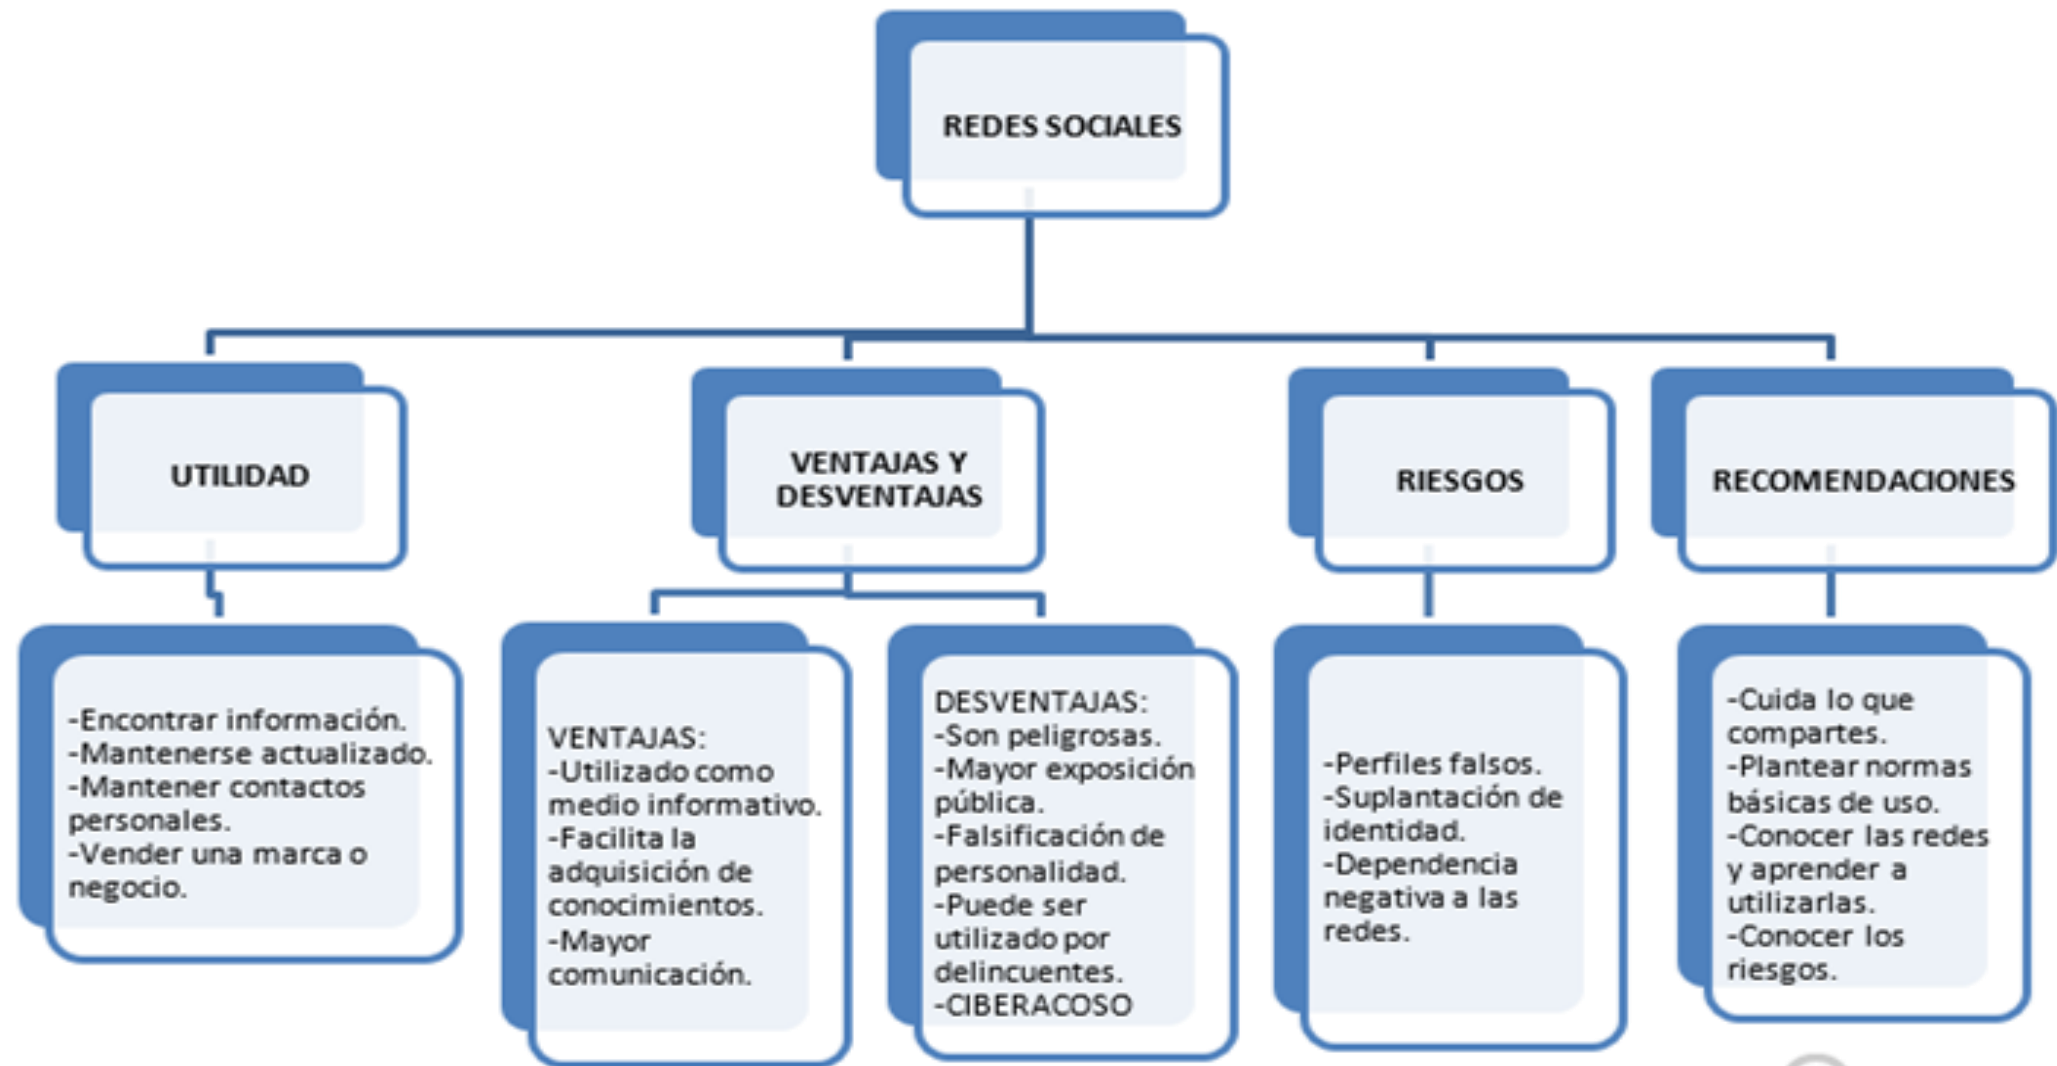 REDES SOCIALES
UTILIDAD
VENTAJAS Y
DESVENTAJAS
RIESGOS
RECOMENDACIONES
-Encontrar información.
-Mantenerse actualizado.
-Mantener contactos
personales.
-Vender una marca o
negocio.
VENTAJAS:
-Utilizado como
medio informativo.
-Facilita la
adquisición de
conocimientos.
-Mayor
comunicación.
DESVENTAJAS:
-Son peligrosas.
-Mayor exposición
pública.
-Falsificación de
personalidad.
-Puede ser
utilizado por
delincuentes.
-CIBERACOSO
-Perfiles falsos.
-Suplantación de
identidad.
-Dependencia
negativa a las
redes.
-Cuida lo que
compartes.
-Plantear normas
básicas de uso.
-Conocer las redes
y aprender a
utilizarlas.
-Conocer los
riesgos.